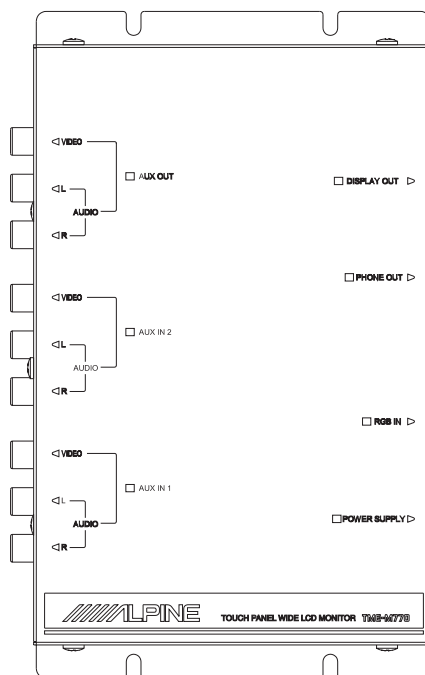 VIDEO
AUX OUT
L
AUDIO
R
DISPLAY OUT
PHONE OUT
VIDEO
AUX IN 2
L
AUDIO
R
RGB IN
VIDEO
AUX IN 1
L
AUDIO
R
POWER SUPPLY
ALPINE
TOUCH PANEL WIDE LCD MONITOR TME-M770